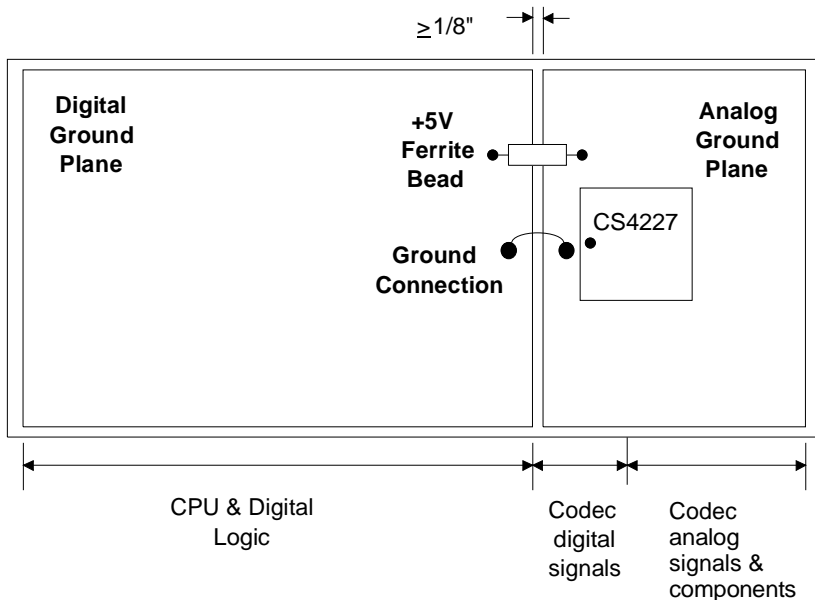 ≥1/8"
Digital
Ground
Plane
+5V
Ferrite
Bead
Analog
Ground
Plane
CS4227
Ground
Connection
CPU & Digital
Logic
Codec
digital
signals
Codec
analog
signals &
components